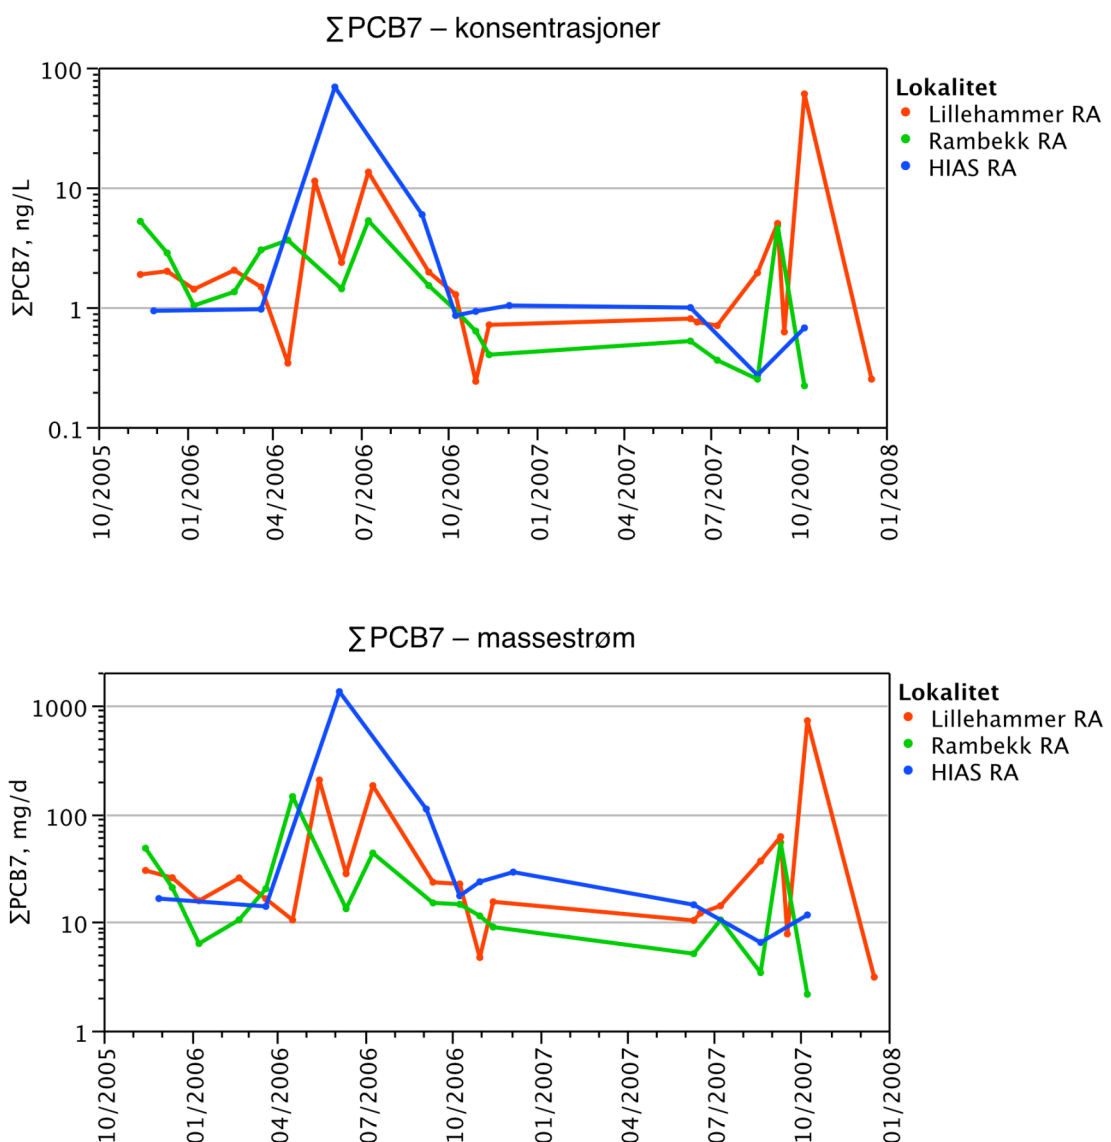 ∑PCB7 – konsentrasjoner
∑PCB7, ng/L
100
10
1
0.1
10/2005
01/2006
04/2006
07/2006
10/2006
01/2007
04/2007
07/2007
10/2007
01/2008
Lokalitet
Lillehammer RA
Rambekk RA
HIAS RA
∑PCB7 – massestrøm
∑PCB7, mg/d
1000
100
10
1
10/2005
01/2006
04/2006
07/2006
10/2006
01/2007
04/2007
07/2007
10/2007
01/2008
Lokalitet
Lillehammer RA
Rambekk RA
HIAS RA